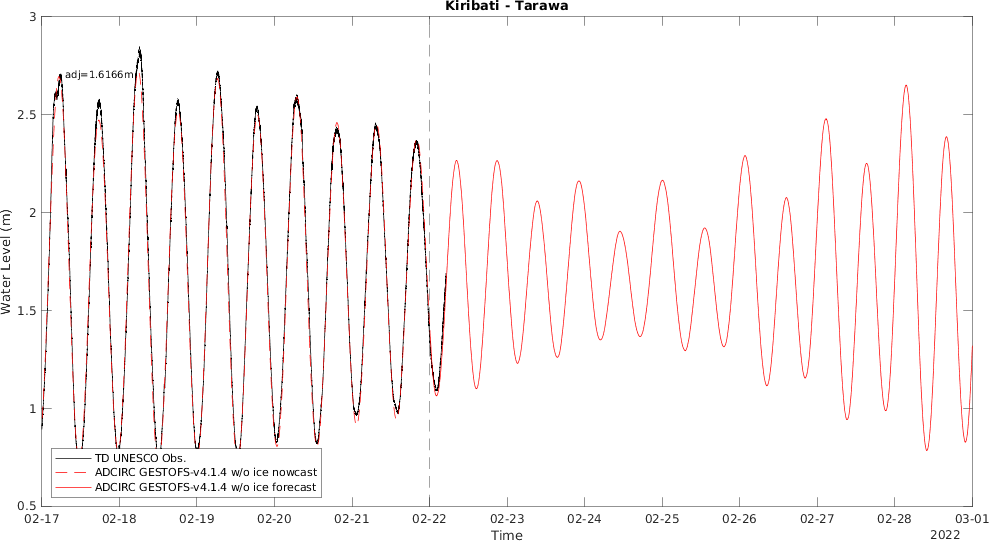 Kiribati - Tarawa
3
adj=1.6166m
2.5
2
Water Level (m)
1.5
1
TD UNESCO Obs.
ADCIRC GESTOFS-v4.1.4 w/o ice nowcast
ADCIRC GESTOFS-v4.1.4 w/o ice forecast
0.5
02-17 02-18 02-19 02-20 02-21 02-22 02-23 02-24 02-25 02-26 02-27 02-28 03-01
Time
2022